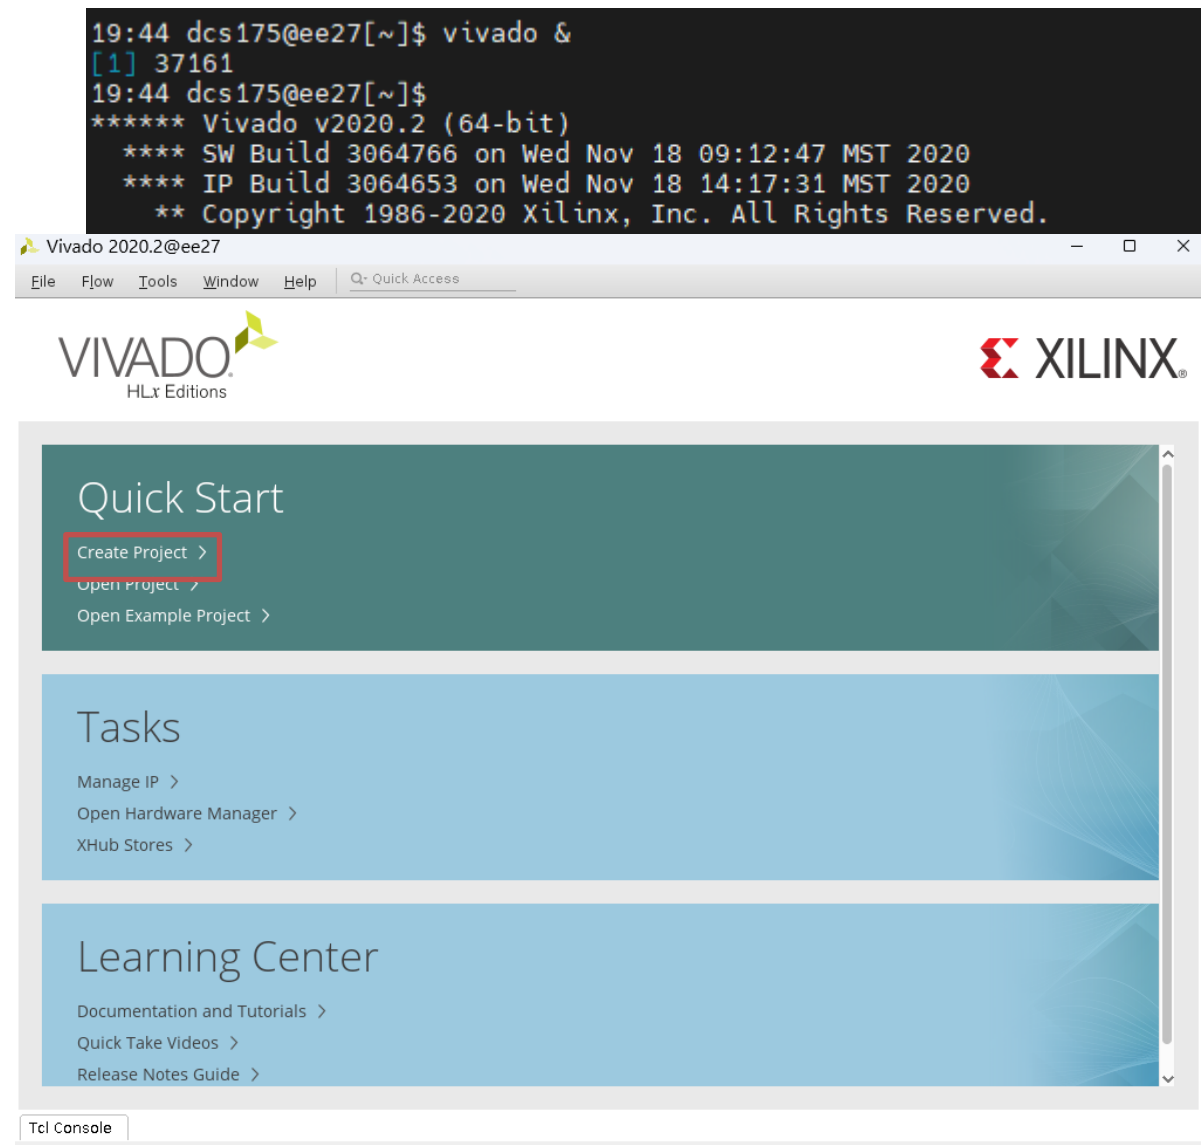 19:44 dcs175@ee27[~]$ vivado &
[1] 37161
19:44 dcs175@ee27[~]$
****** Vivado v2020.2 (64-bit)
**** SW Build 3064766 on Wed Nov 18 09:12:47 MST 2020
**** IP Build 3064653 on Wed Nov 18 14:17:31 MST 2020
** Copyright 1986-2020 Xilinx, Inc. All Rights Reserved.
Vivado 2020.2@ee27
File Flow Tools Window Help Quick Access
VIVADO.
HLx Editions
XILINX®
Quick Start
Create Project >
Open Project >
Open Example Project >
Tasks
Manage IP >
Open Hardware Manager >
XHub Stores >
Learning Center
Documentation and Tutorials >
Quick Take Videos >
Release Notes Guide >
Tcl Console